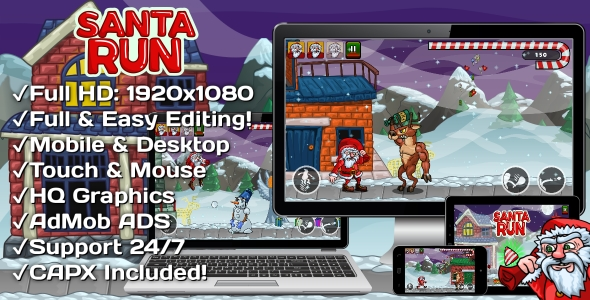 SANTA
RUN
✓Full HD: 1920x1080
✓Full & Easy Editing!
✓Mobile & Desktop
✓Touch & Mouse
✓HQ Graphics
✓AdMob ADS
✓Support 24/7
✓CAPX Included!
150
SANTA
RUN